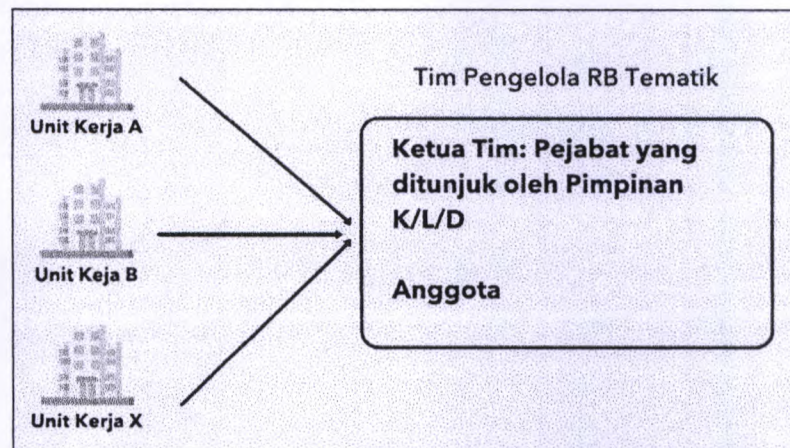 Unit Kerja A
Unit Keja B
Unit Kerja X
Tim Pengelola RB Tematik
Ketua Tim: Pejabat yang
ditunjuk oleh Pimpinan
K/L/D
Anggota